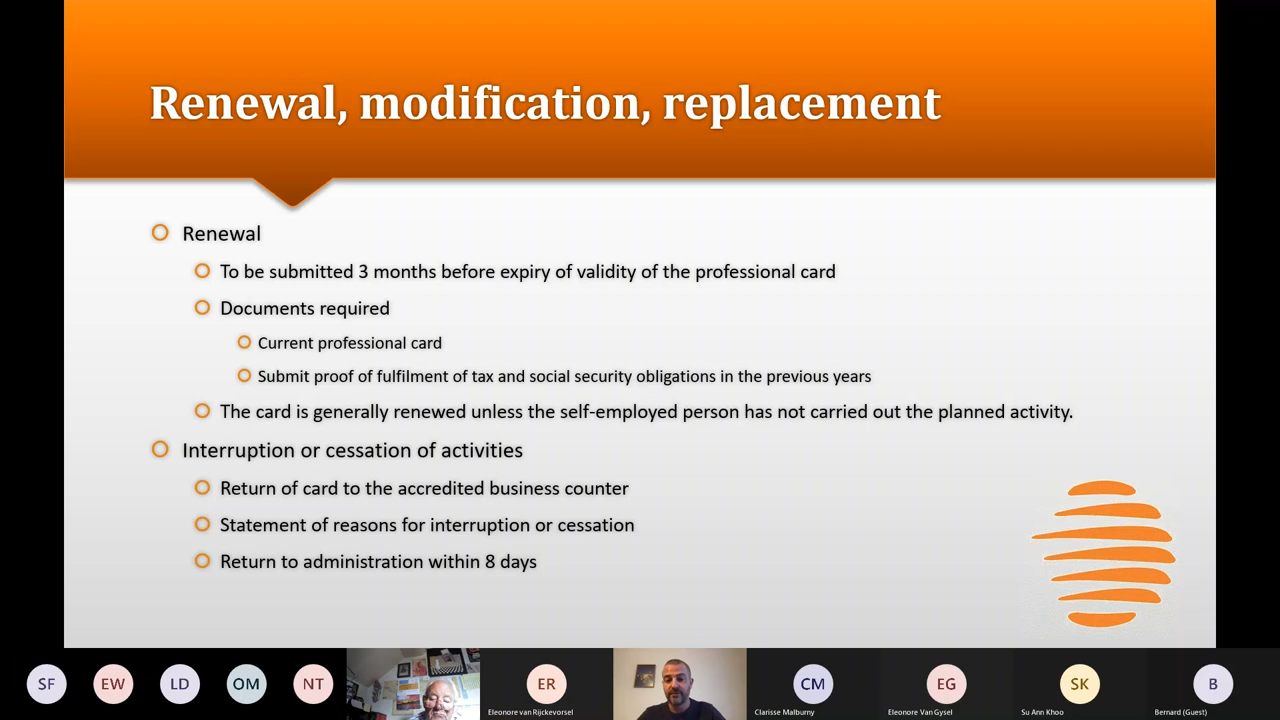 Renewal, modification, replacement
Renewal
To be submitted 3 months before expiry of validity of the professional card
Documents required
Current professional card
Submit proof of fulfilment of tax and social security obligations in the previous years
The card is generally renewed unless the self-employed person has not carried out the planned activity.
Interruption or cessation of activities
Return of card to the accredited business counter
Statement of reasons for interruption or cessation
Return to administration within 8 days
SF EW LD OM NT ER CM EG SK B
Eleonore van Rijckevorsel Clarisse Malburny Eleonore Van Gysel Su Ann Khoo Bernard (Guest)